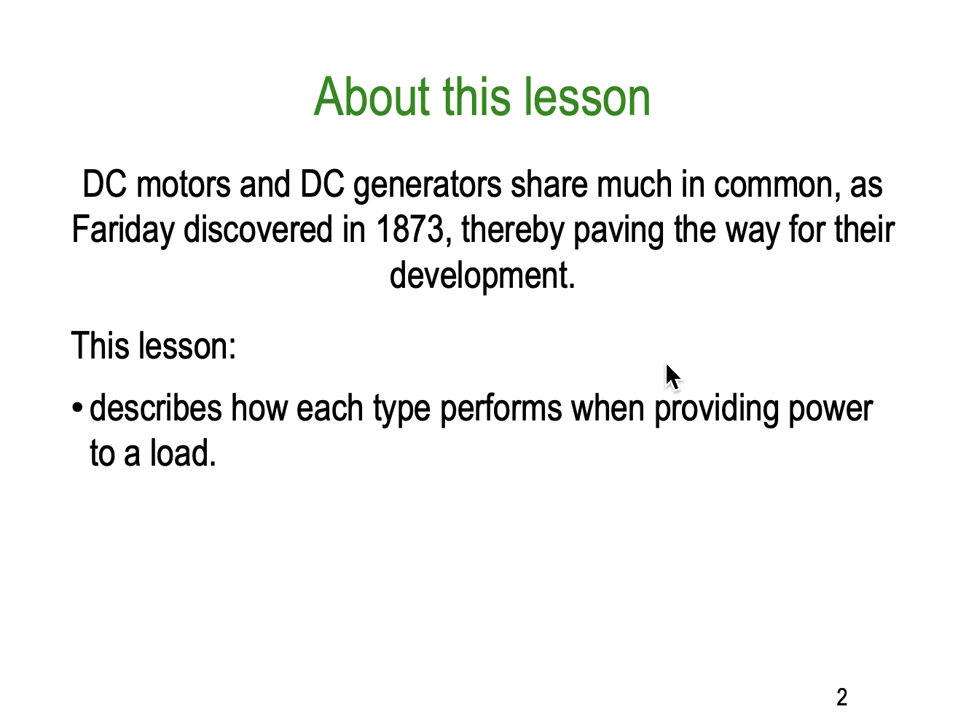 About this lesson
DC motors and DC generators share much in common, as
Fariday discovered in 1873, thereby paving the way for their
development.
This lesson:
• describes how each type performs when providing power
to a load.
2